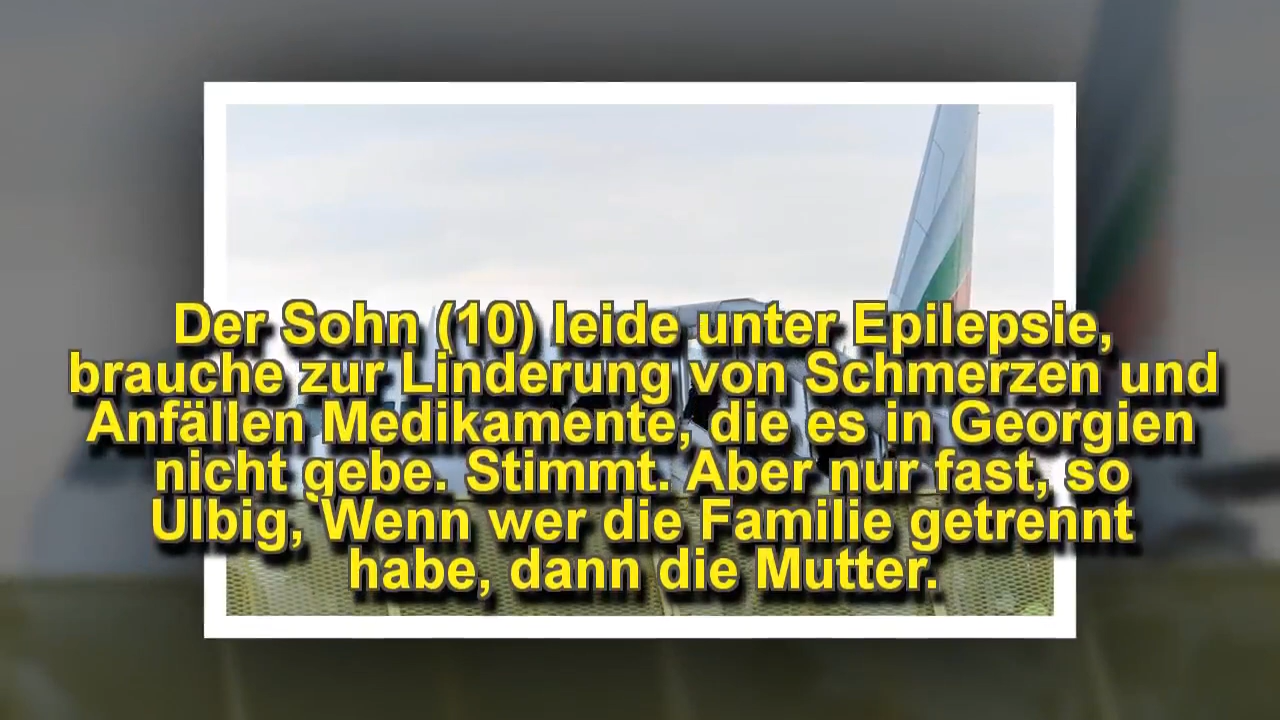 Der Sohn (10) leide unter Epilepsie,
brauche zur Linderung von Schmerzen und
Anfällen Medikamente, die es in Georgien
nicht gebe. Stimmt. Aber nur fast, so
Ulbig, Wenn wer die Familie getrennt
habe, dann die Mutter.